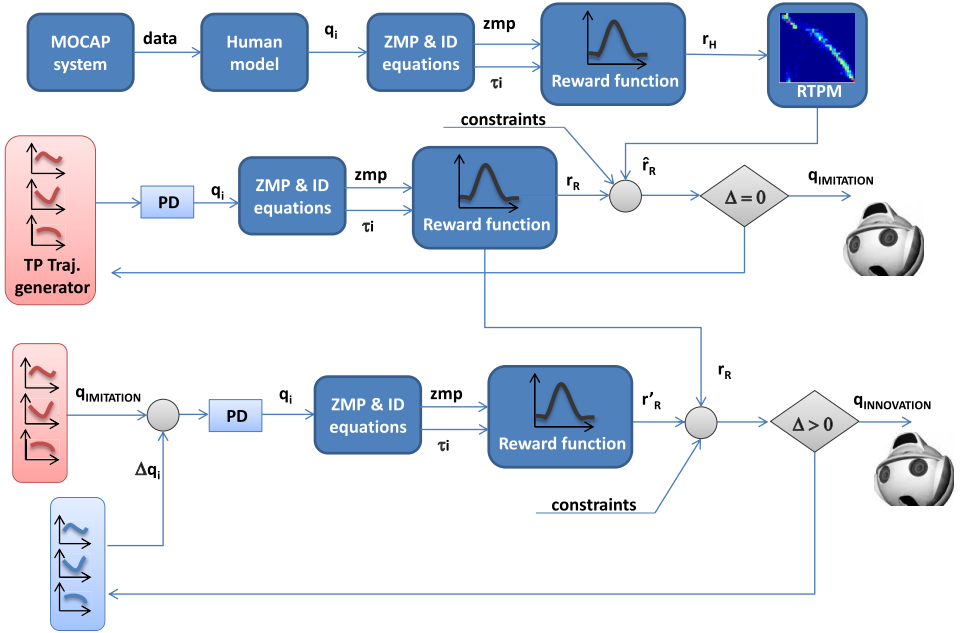 MOCAP
system
data
Human
model
qi
ZMP & ID
equations
zmp
τi
Reward function
rH
RTPM
constraints
TP Traj.
generator
PD
qi
ZMP & ID
equations
zmp
τi
Reward function
rR
r̂R
Δ = 0
qIMITATION
qIMITATION
Δqi
PD
qi
ZMP & ID
equations
zmp
τi
Reward function
r'R
rR
constraints
Δ > 0
qINNOVATION